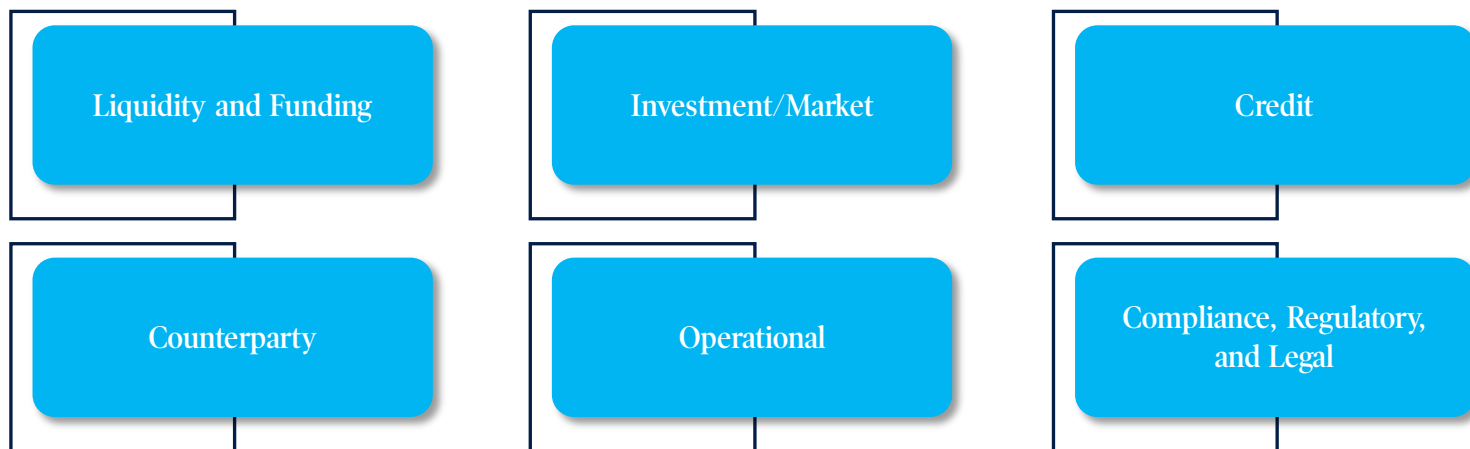 Liquidity and Funding
Investment/Market
Credit
Counterparty
Operational
Compliance, Regulatory,
and Legal